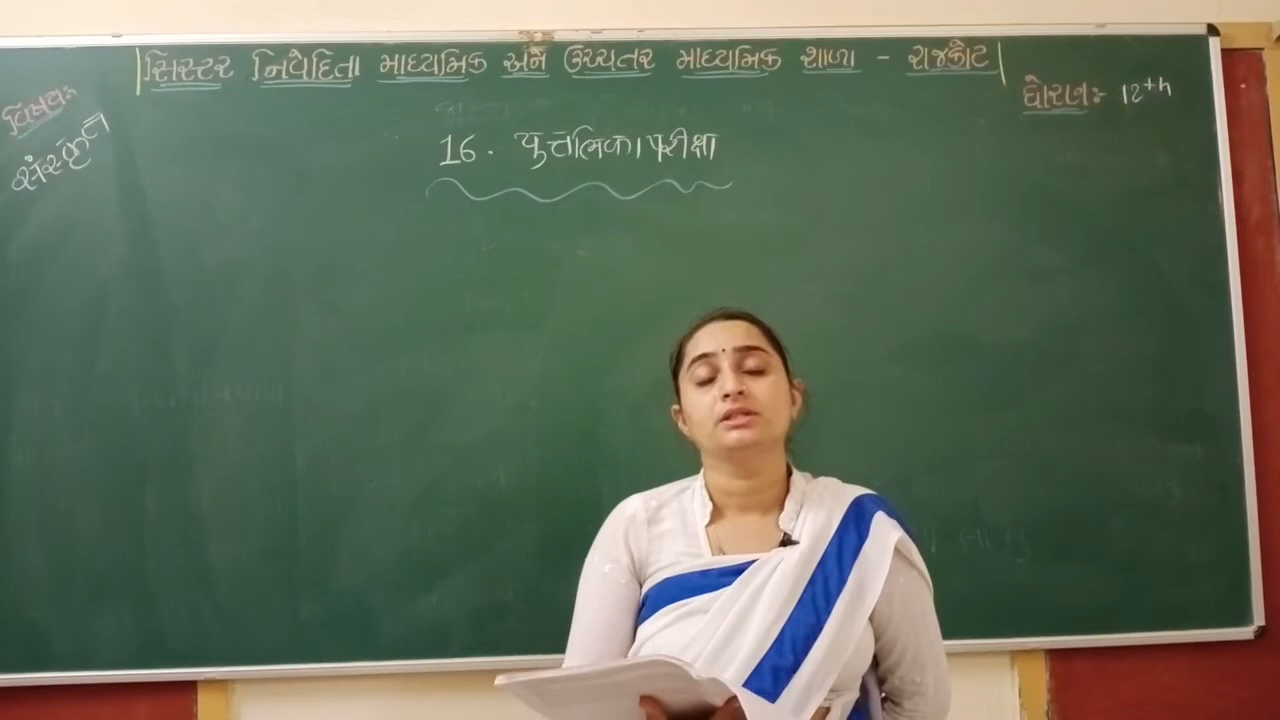 સિસ્ટર નિવેદિતા માધ્યમિક અને ઉચ્ચતર માધ્યમિક શાળા - રાજકોટ
વિષય:
સંસ્કૃત
ધોરણ:- 12th
16. पुत्तलिकापरीक्षा